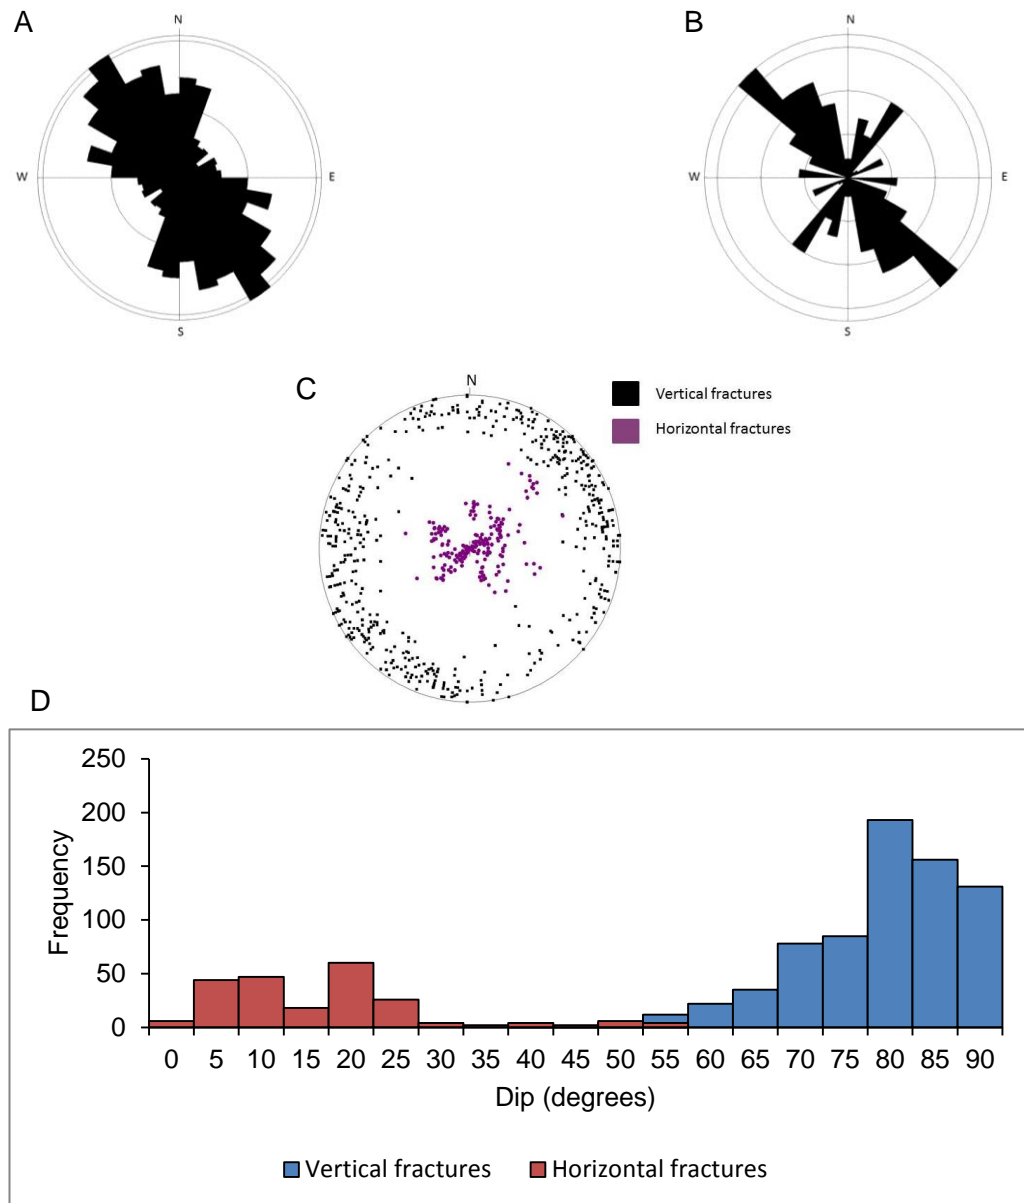 A
B
N
W
E
S
N
W
E
S
C
N
Vertical fractures
Horizontal fractures
D
250
200
150
100
50
0
Frequency
0 5 10 15 20 25 30 35 40 45 50 55 60 65 70 75 80 85 90
Dip (degrees)
Vertical fractures Horizontal fractures